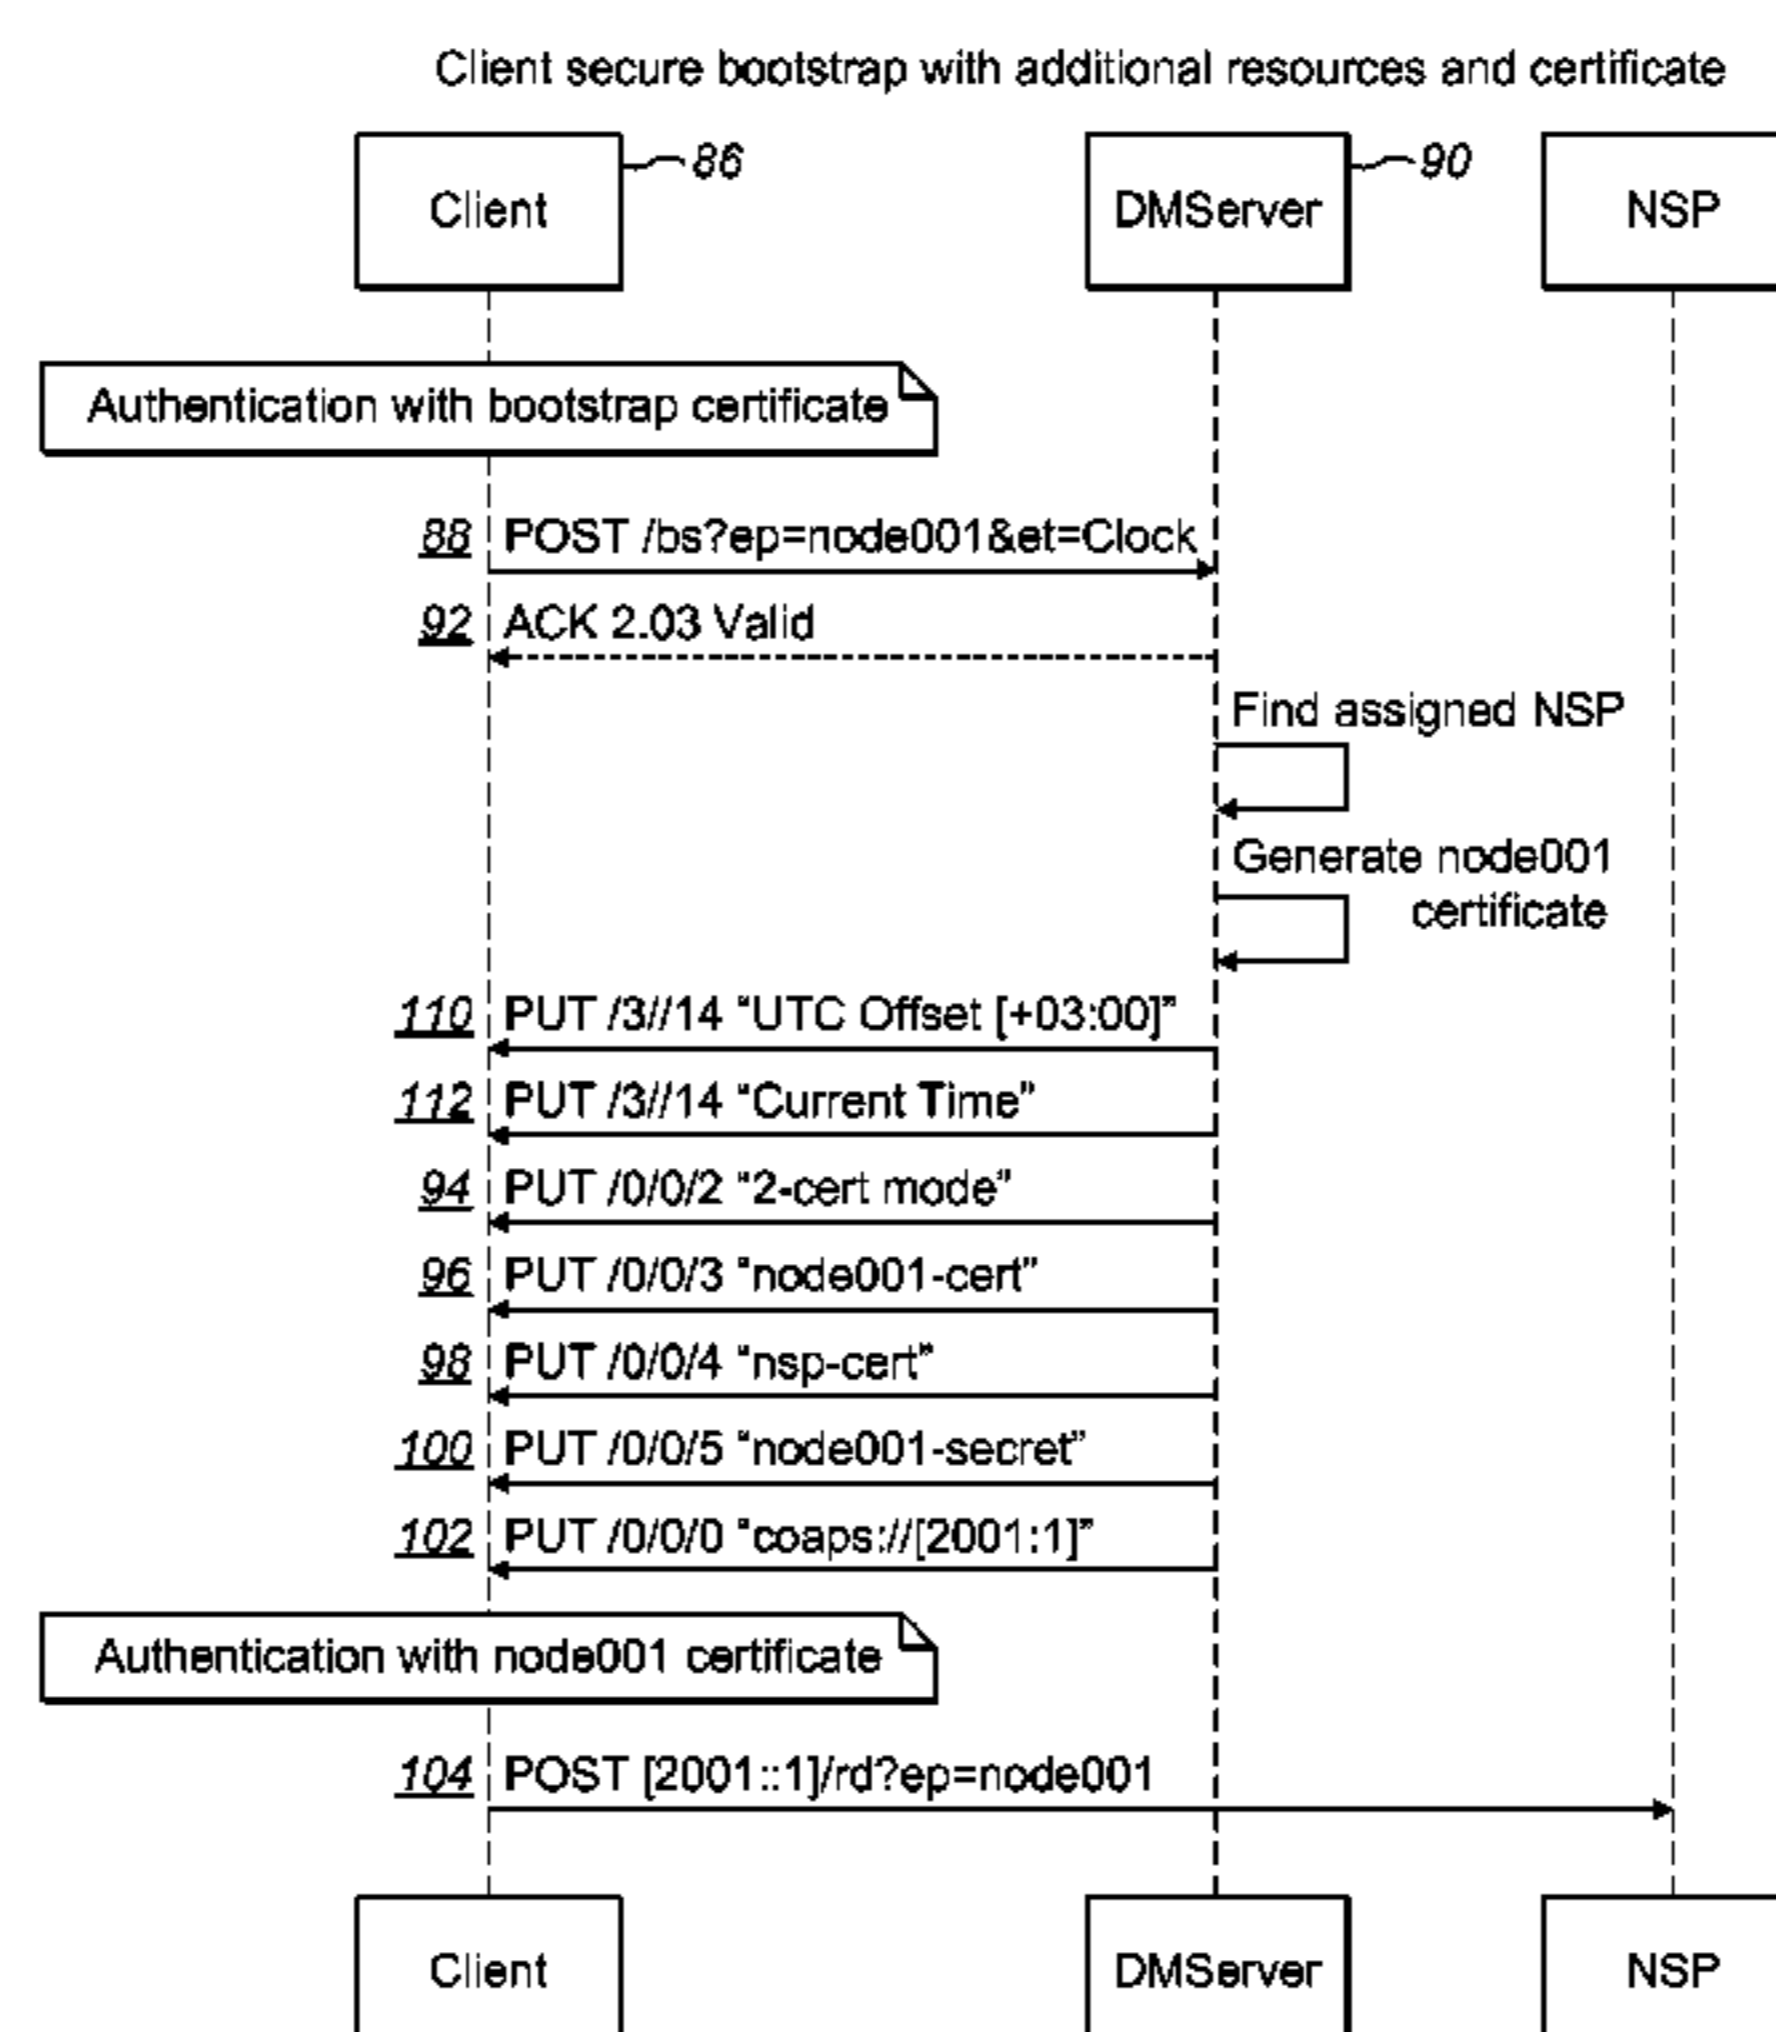 Client secure bootstrap with additional resources and certificate
86
90
Client
DMServer
NSP
Authentication with bootstrap certificate
88 POST /bs?ep=node001&et=Clock
92 ACK 2.03 Valid
Find assigned NSP
Generate node001
certificate
110 PUT /3//14 "UTC Offset [+03:00]"
112 PUT /3//14 "Current Time"
94 PUT /0/0/2 "2-cert mode"
96 PUT /0/0/3 "node001-cert"
98 PUT /0/0/4 "nsp-cert"
100 PUT /0/0/5 "node001-secret"
102 PUT /0/0/0 "coaps://[2001:1]"
Authentication with node001 certificate
104 POST [2001::1]/rd?ep=node001
Client
DMServer
NSP